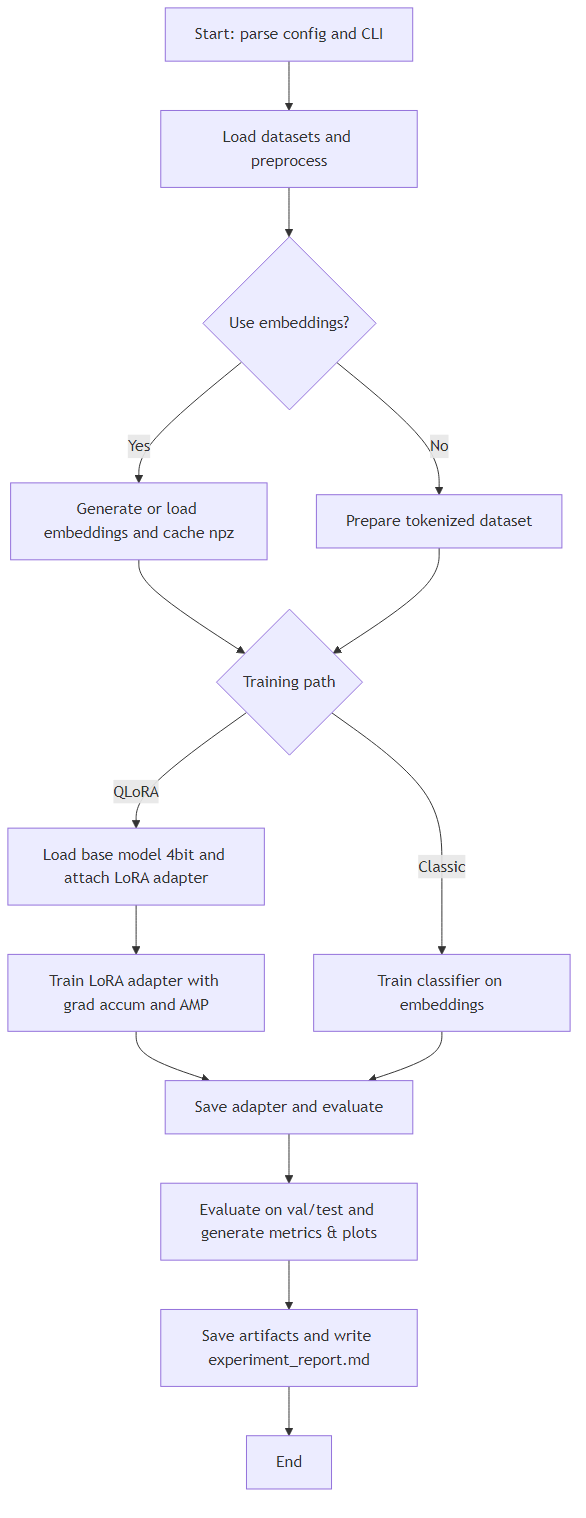 Start: parse config and CLI
Load datasets and
preprocess
Use embeddings?
Yes
No
Generate or load
embeddings and cache npz
Prepare tokenized dataset
Training path
QLoRA
Load base model 4bit and
attach LoRA adapter
Classic
Train LoRA adapter with
grad accum and AMP
Train classifier on
embeddings
Save adapter and evaluate
Evaluate on val/test and
generate metrics & plots
Save artifacts and write
experiment_report.md
End